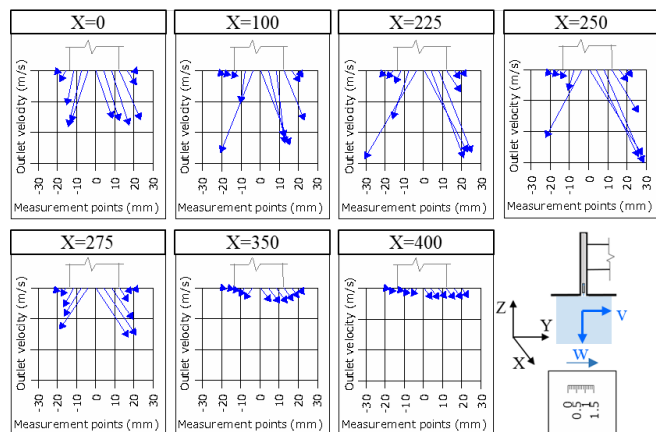 X=0
X=100
X=225
X=250
Outlet velocity (m/s)
-30 -20 -10 0 10 20 30
Measurement points (mm)
Outlet velocity (m/s)
-30 -20 -10 0 10 20 30
Measurement points (mm)
Outlet velocity (m/s)
-30 -20 -10 0 10 20 30
Measurement points (mm)
Outlet velocity (m/s)
-30 -20 -10 0 10 20 30
Measurement points (mm)
X=275
X=350
X=400
Outlet velocity (m/s)
-30 -20 -10 0 10 20 30
Measurement points (mm)
Outlet velocity (m/s)
-30 -20 -10 0 10 20 30
Measurement points (mm)
Outlet velocity (m/s)
-30 -20 -10 0 10 20 30
Measurement points (mm)
Z
Y
X
v
w
0 0.5 1 1.5